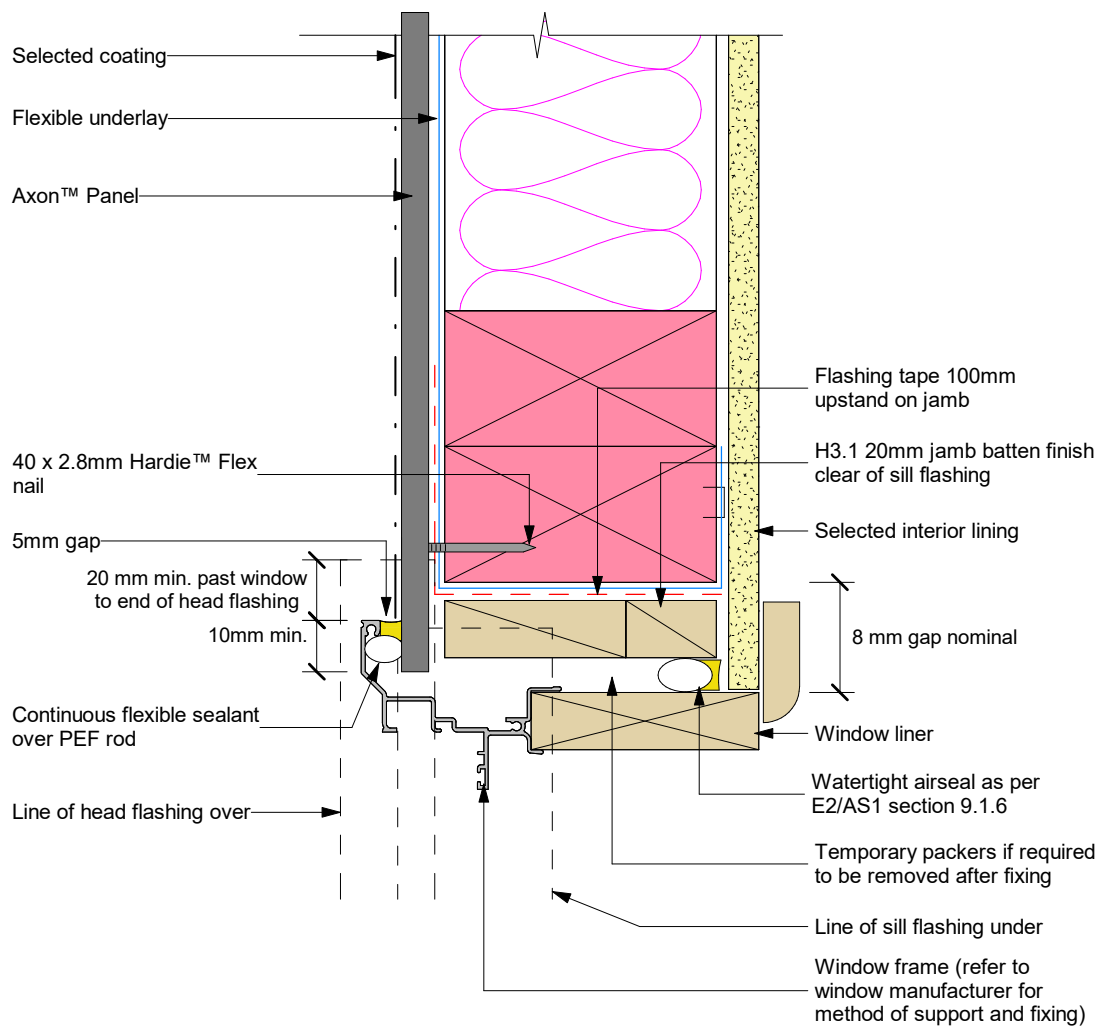 Selected coating
Flexible underlay
Axon™ Panel
40 x 2.8mm Hardie™ Flex
nail
5mm gap
20 mm min. past window
to end of head flashing
10mm min.
Continuous flexible sealant
over PEF rod
Line of head flashing over
Flashing tape 100mm
upstand on jamb
H3.1 20mm jamb batten finish
clear of sill flashing
Selected interior lining
8 mm gap nominal
Window liner
Watertight airseal as per
E2/AS1 section 9.1.6
Temporary packers if required
to be removed after fixing
Line of sill flashing under
Window frame (refer to
window manufacturer for
method of support and fixing)